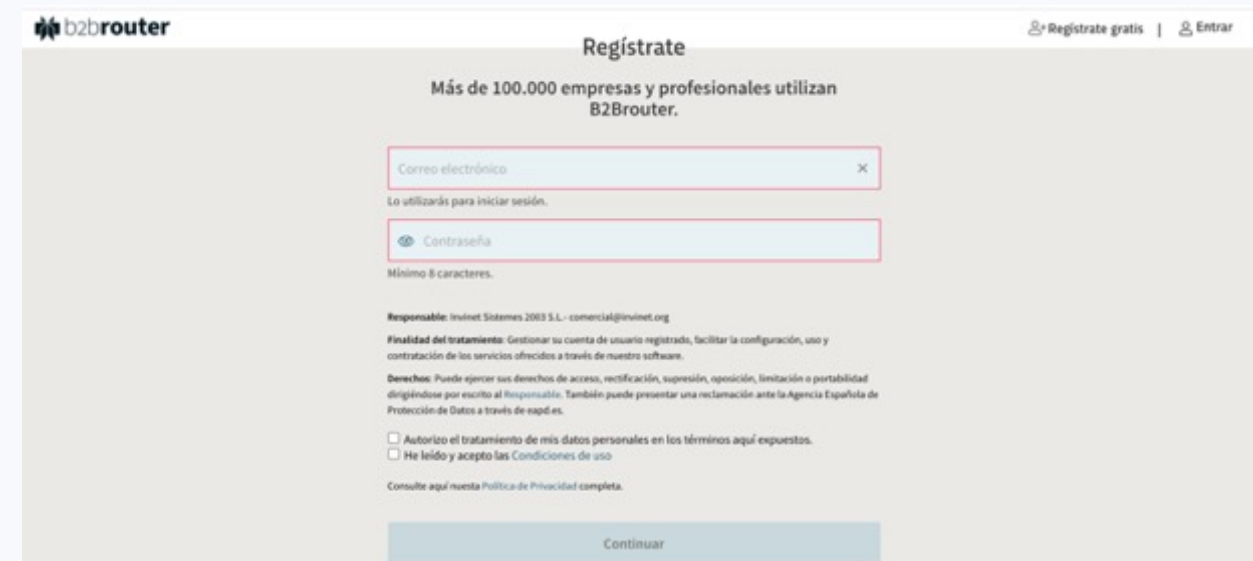 b2brouter
Regístrate gratis | Entrar
Regístrate
Más de 100.000 empresas y profesionales utilizan
B2Brouter.
Correo electrónico
Lo utilizarás para iniciar sesión.
Contraseña
Mínimo 8 caracteres.
Responsable: Invinet Sistemes 2003 S.L.- comercial@invinet.org
Finalidad del tratamiento: Gestionar su cuenta de usuario registrado, facilitar la configuración, uso y
contratación de los servicios ofrecidos a través de nuestro software.
Derechos: Puede ejercer sus derechos de acceso, rectificación, supresión, oposición, limitación o portabilidad
dirigiéndose por escrito al Responsable. También puede presentar una reclamación ante la Agencia Española de
Protección de Datos a través de eapd.es.
Autorizo el tratamiento de mis datos personales en los términos aquí expuestos.
He leído y acepto las Condiciones de uso
Consulte aquí nuesta Política de Privacidad completa.
Continuar